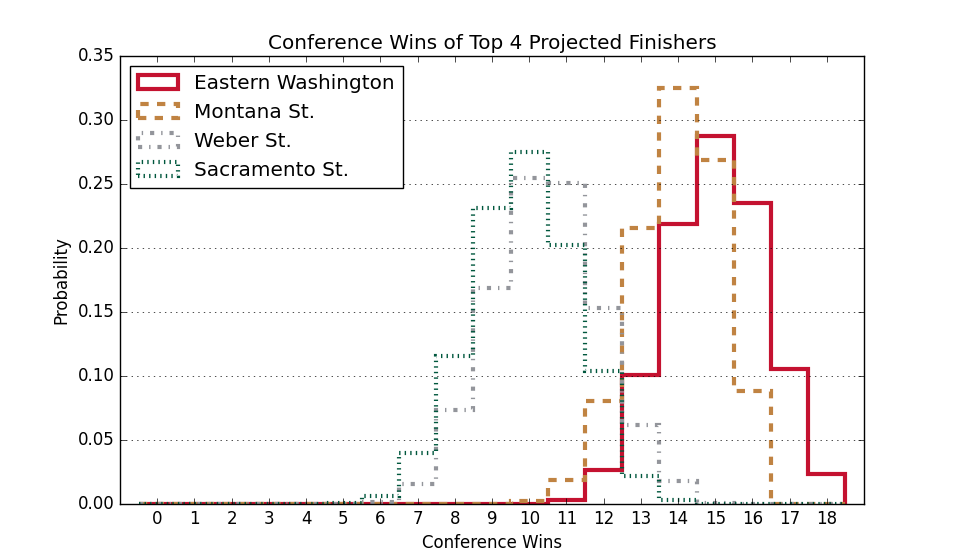 Conference Wins of Top 4 Projected Finishers
Eastern Washington
Montana St.
Weber St.
Sacramento St.
Probability
0.35
0.30
0.25
0.20
0.15
0.10
0.05
0.00
0 1 2 3 4 5 6 7 8 9 10 11 12 13 14 15 16 17 18
Conference Wins